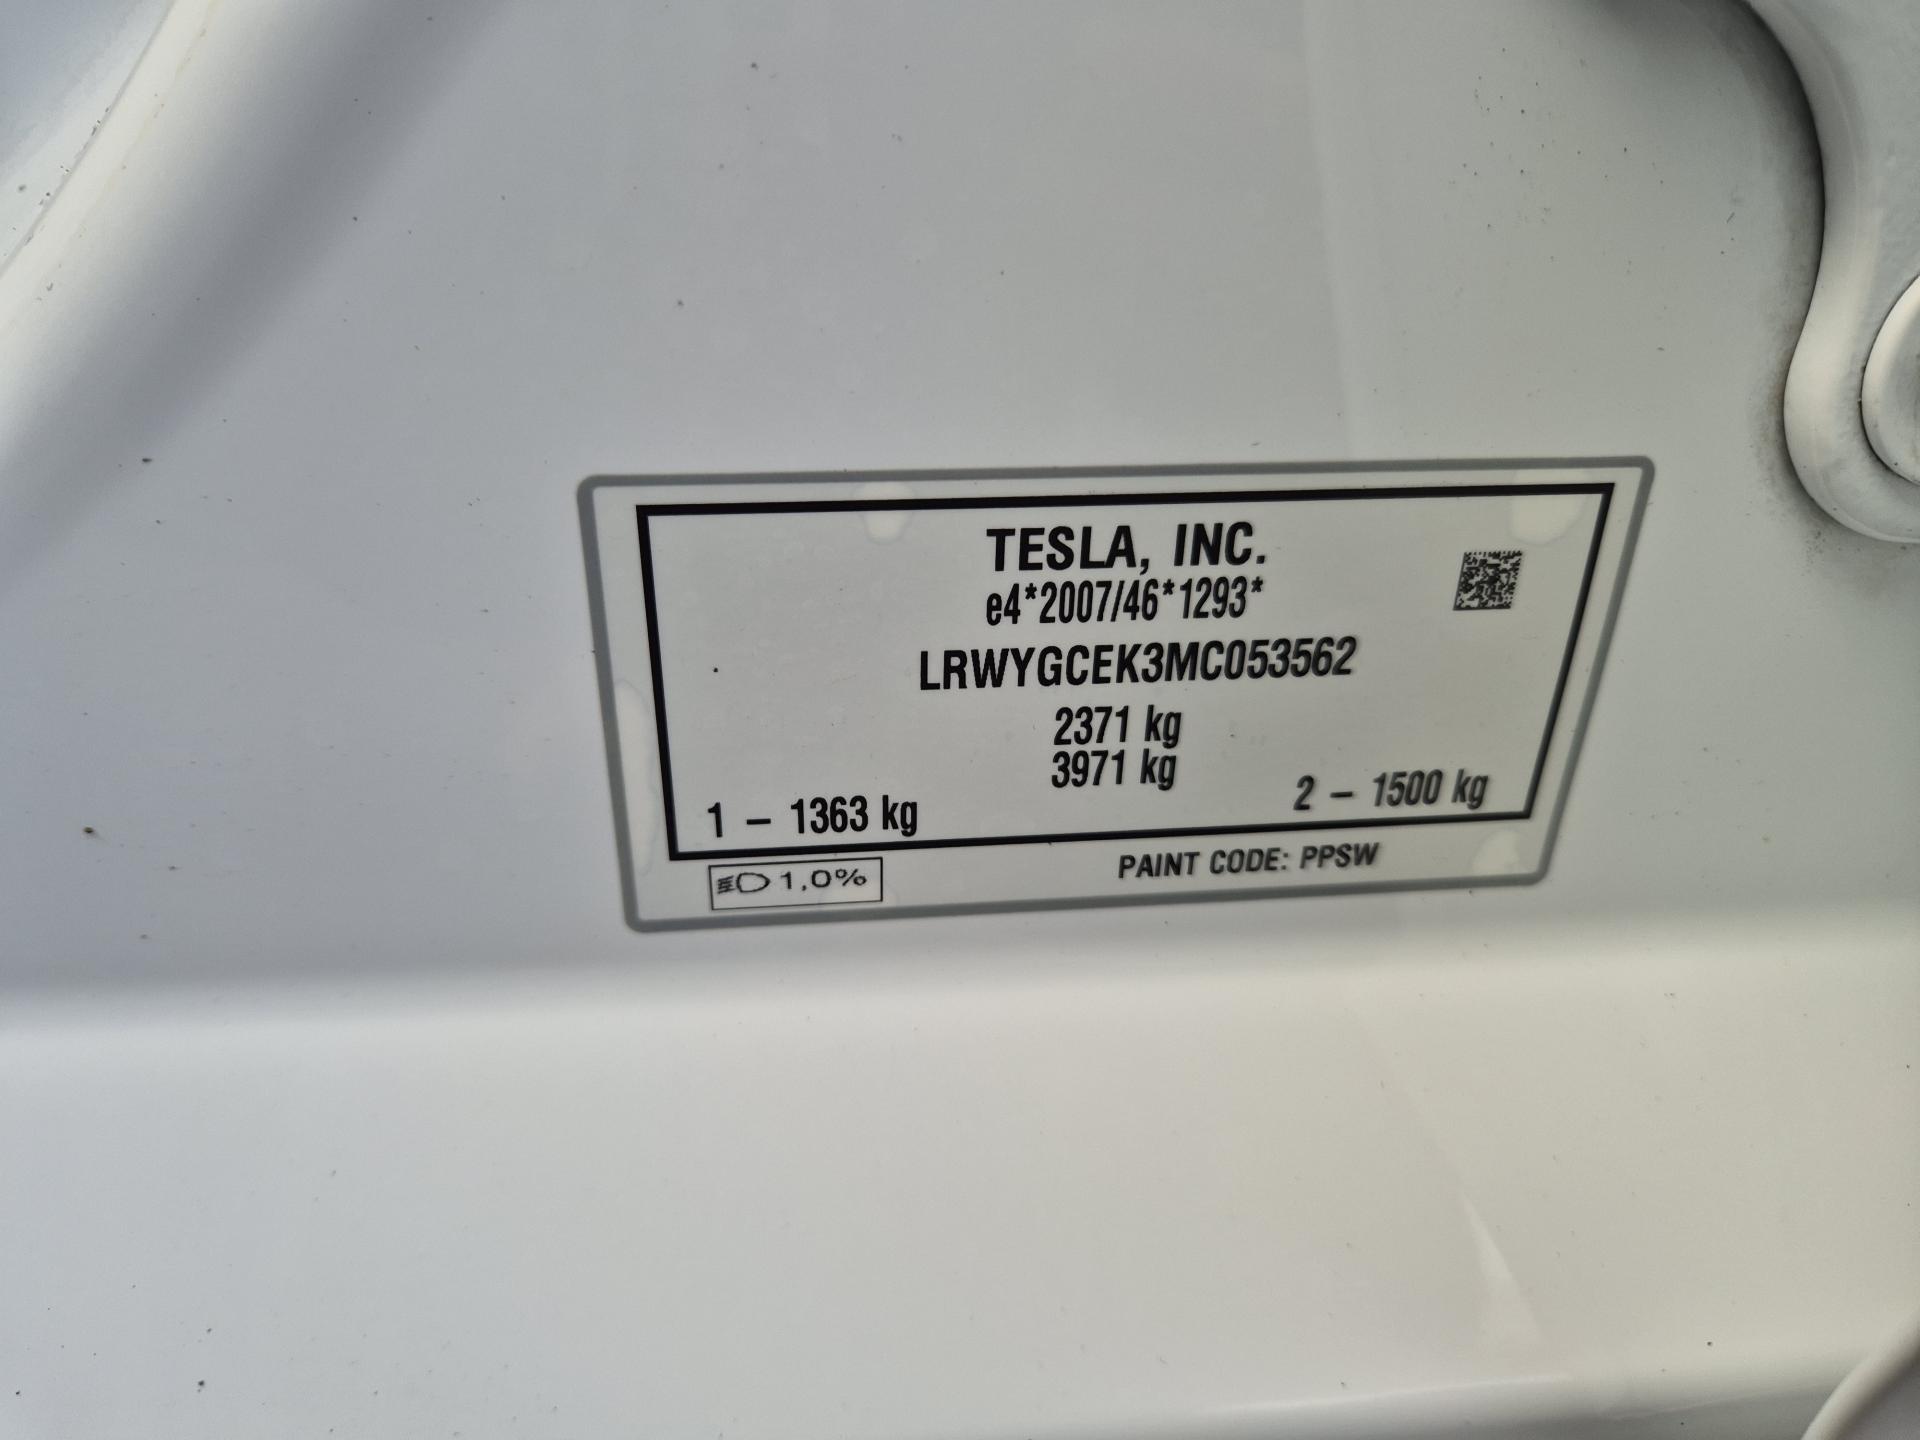 TESLA, INC.
e4*2007/46*1293*
LRWYGCEK3MC053562
2371 kg
3971 kg
1 – 1363 kg
2 – 1500 kg
1,0%
PAINT CODE: PPSW